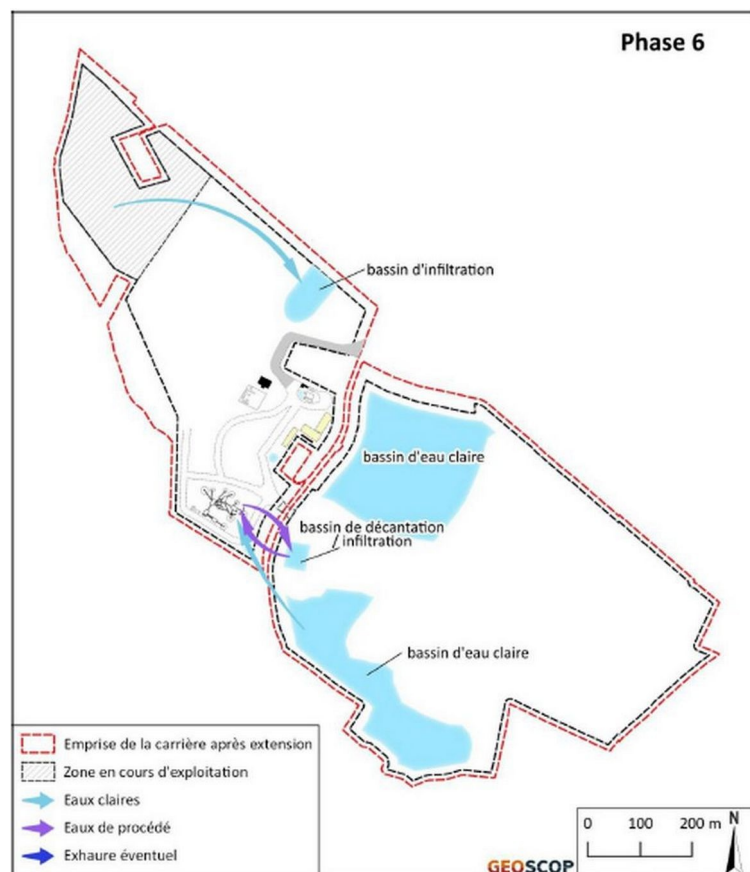 Phase 6
bassin d'infiltration
bassin d'eau claire
bassin de décantation
/ infiltration
bassin d'eau claire
Emprise de la carrière après extension
Zone en cours d'exploitation
Eaux claires
Eaux de procédé
Exhaure éventuel
0 100 200 m
N
GEOSCOP